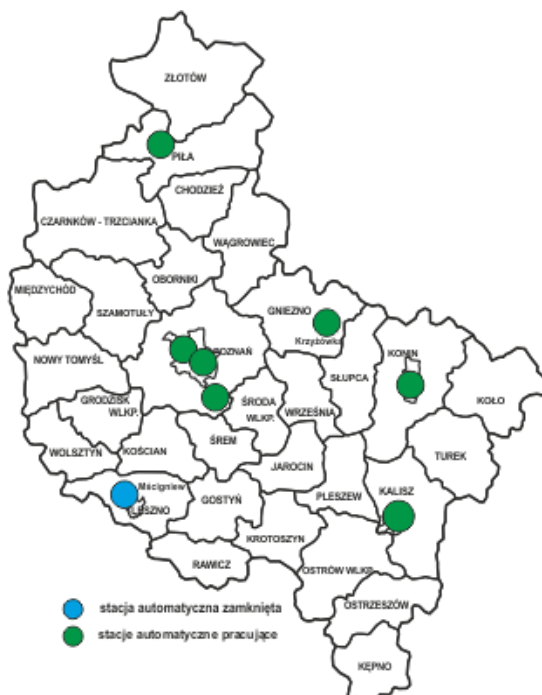 ZŁOTÓW
PIŁA
CHODZIEŻ
CZARNKÓW - TRZCIANKA
WĄGROWIEC
OBORNIKI
MIĘDZYCHÓD
SZAMOTUŁY
GNIEZNO
Krzyżówka
NOWY TOMYŚL
POZNAŃ
KONIN
SŁUPCA
KOŁO
GRODZISK
WLKP.
ŚRODA
WLKP.
WRZEŚNIA
WOLSZTYN
KOŚCIAN
ŚREM
JAROCIN
TUREK
Mścigniew
LESZNO
GOSTYŃ
PLESZEW
KALISZ
KROTOSZYN
RAWICZ
OSTRÓW WLKP.
OSTRZESZÓW
KĘPNO
stacja automatyczna zamknięta
stacje automatyczne pracujące